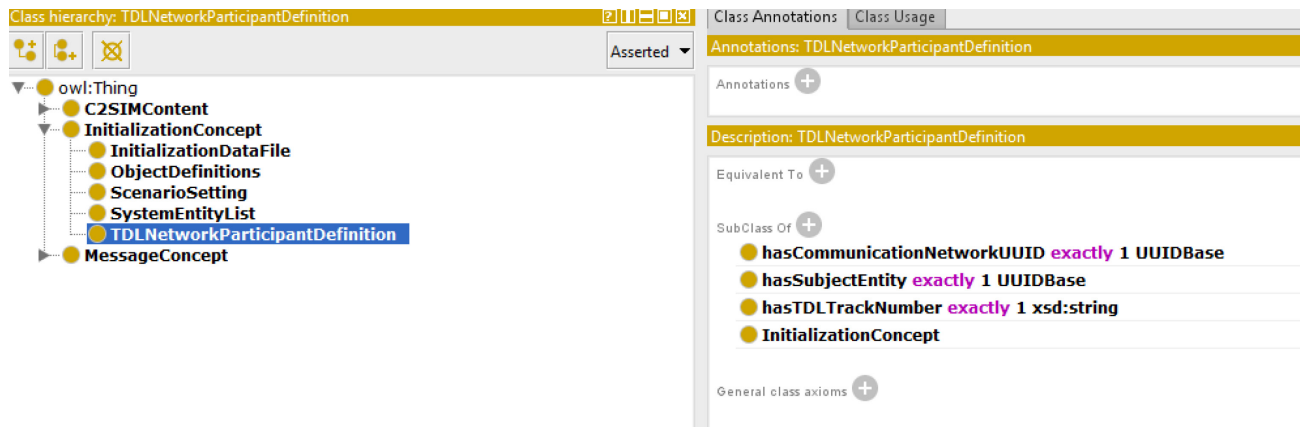 Class hierarchy: TDLNetworkParticipantDefinition
Asserted
owl:Thing
C2SIMContent
InitializationConcept
InitializationDataFile
ObjectDefinitions
ScenarioSetting
SystemEntityList
TDLNetworkParticipantDefinition
MessageConcept
Class Annotations Class Usage
Annotations: TDLNetworkParticipantDefinition
Annotations
Description: TDLNetworkParticipantDefinition
Equivalent To
SubClass Of
hasCommunicationNetworkUUID exactly 1 UUIDBase
hasSubjectEntity exactly 1 UUIDBase
hasTDLTrackNumber exactly 1 xsd:string
InitializationConcept
General class axioms